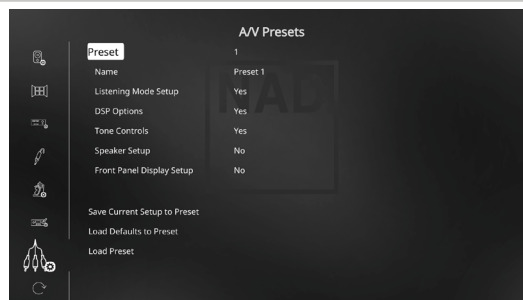 A/V Presets
Preset 1
Name Preset 1
Listening Mode Setup Yes
DSP Options Yes
Tone Controls Yes
Speaker Setup No
Front Panel Display Setup No
Save Current Setup to Preset
Load Defaults to Preset
Load Preset
NAD